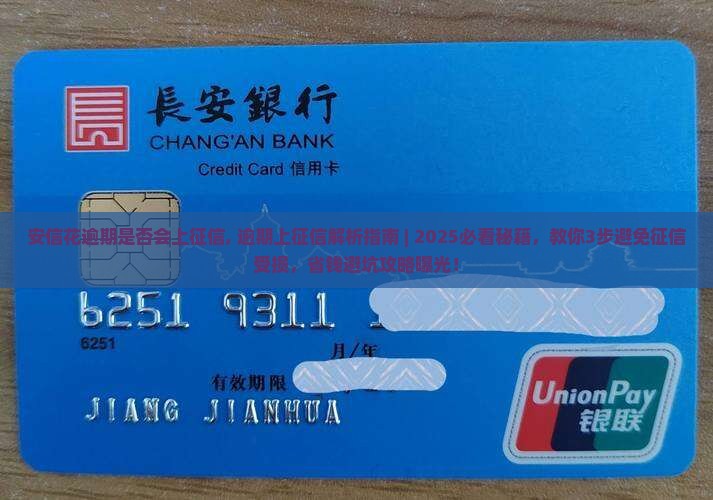 長安銀行
CHANG'AN BANK
Credit Card 信用卡
安信花逾期是否会上征信, 逾期上征信解析指南 | 2025必看秘籍，教你3步避免征信
受损，省钱避坑攻略曝光！
6251 9311 1
6251
月/年
有效期限
JIANG JIANHUA
UnionPay
银联